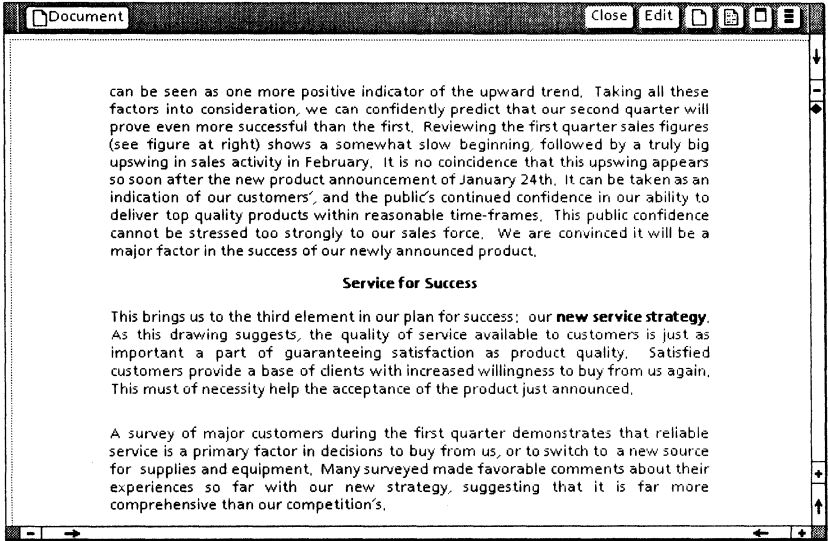 Document Close Edit
can be seen as one more positive indicator of the upward trend. Taking all these
factors into consideration, we can confidently predict that our second quarter will
prove even more successful than the first. Reviewing the first quarter sales figures
(see figure at right) shows a somewhat slow beginning, followed by a truly big
upswing in sales activity in February. It is no coincidence that this upswing appears
so soon after the new product announcement of January 24th. It can be taken as an
indication of our customers', and the public's continued confidence in our ability to
deliver top quality products within reasonable time-frames. This public confidence
cannot be stressed too strongly to our sales force. We are convinced it will be a
major factor in the success of our newly announced product.
Service for Success
This brings us to the third element in our plan for success: our new service strategy.
As this drawing suggests, the quality of service available to customers is just as
important a part of guaranteeing satisfaction as product quality. Satisfied
customers provide a base of clients with increased willingness to buy from us again.
This must of necessity help the acceptance of the product just announced.
A survey of major customers during the first quarter demonstrates that reliable
service is a primary factor in decisions to buy from us, or to switch to a new source
for supplies and equipment. Many surveyed made favorable comments about their
experiences so far with our new strategy, suggesting that it is far more
comprehensive than our competition's.